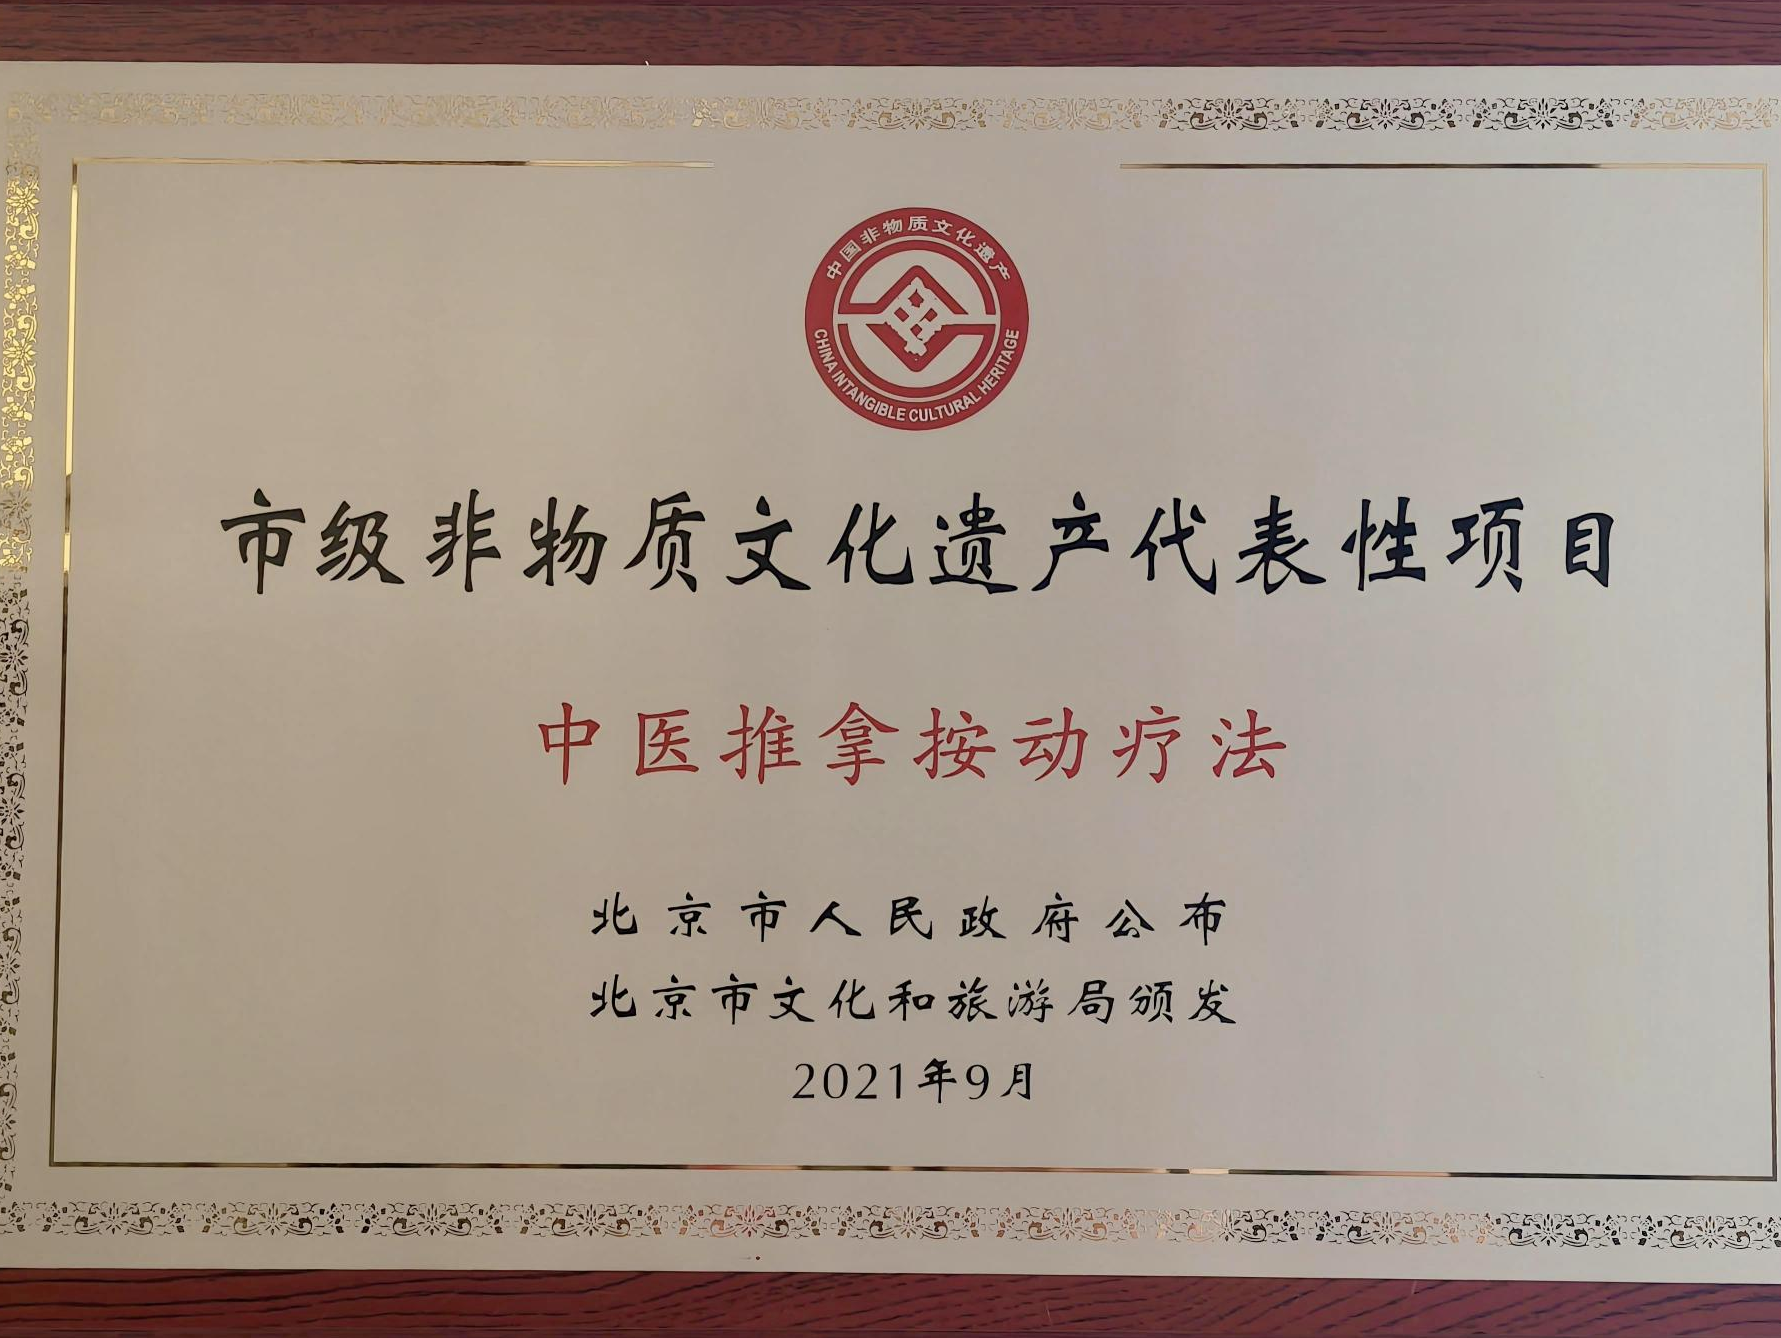 中国非物质文化遗产
CHINA INTANGIBLE CULTURAL HERITAGE
市级非物质文化遗产代表性项目
中医推拿按动疗法
北京市人民政府公布
北京市文化和旅游局颁发
2021年9月